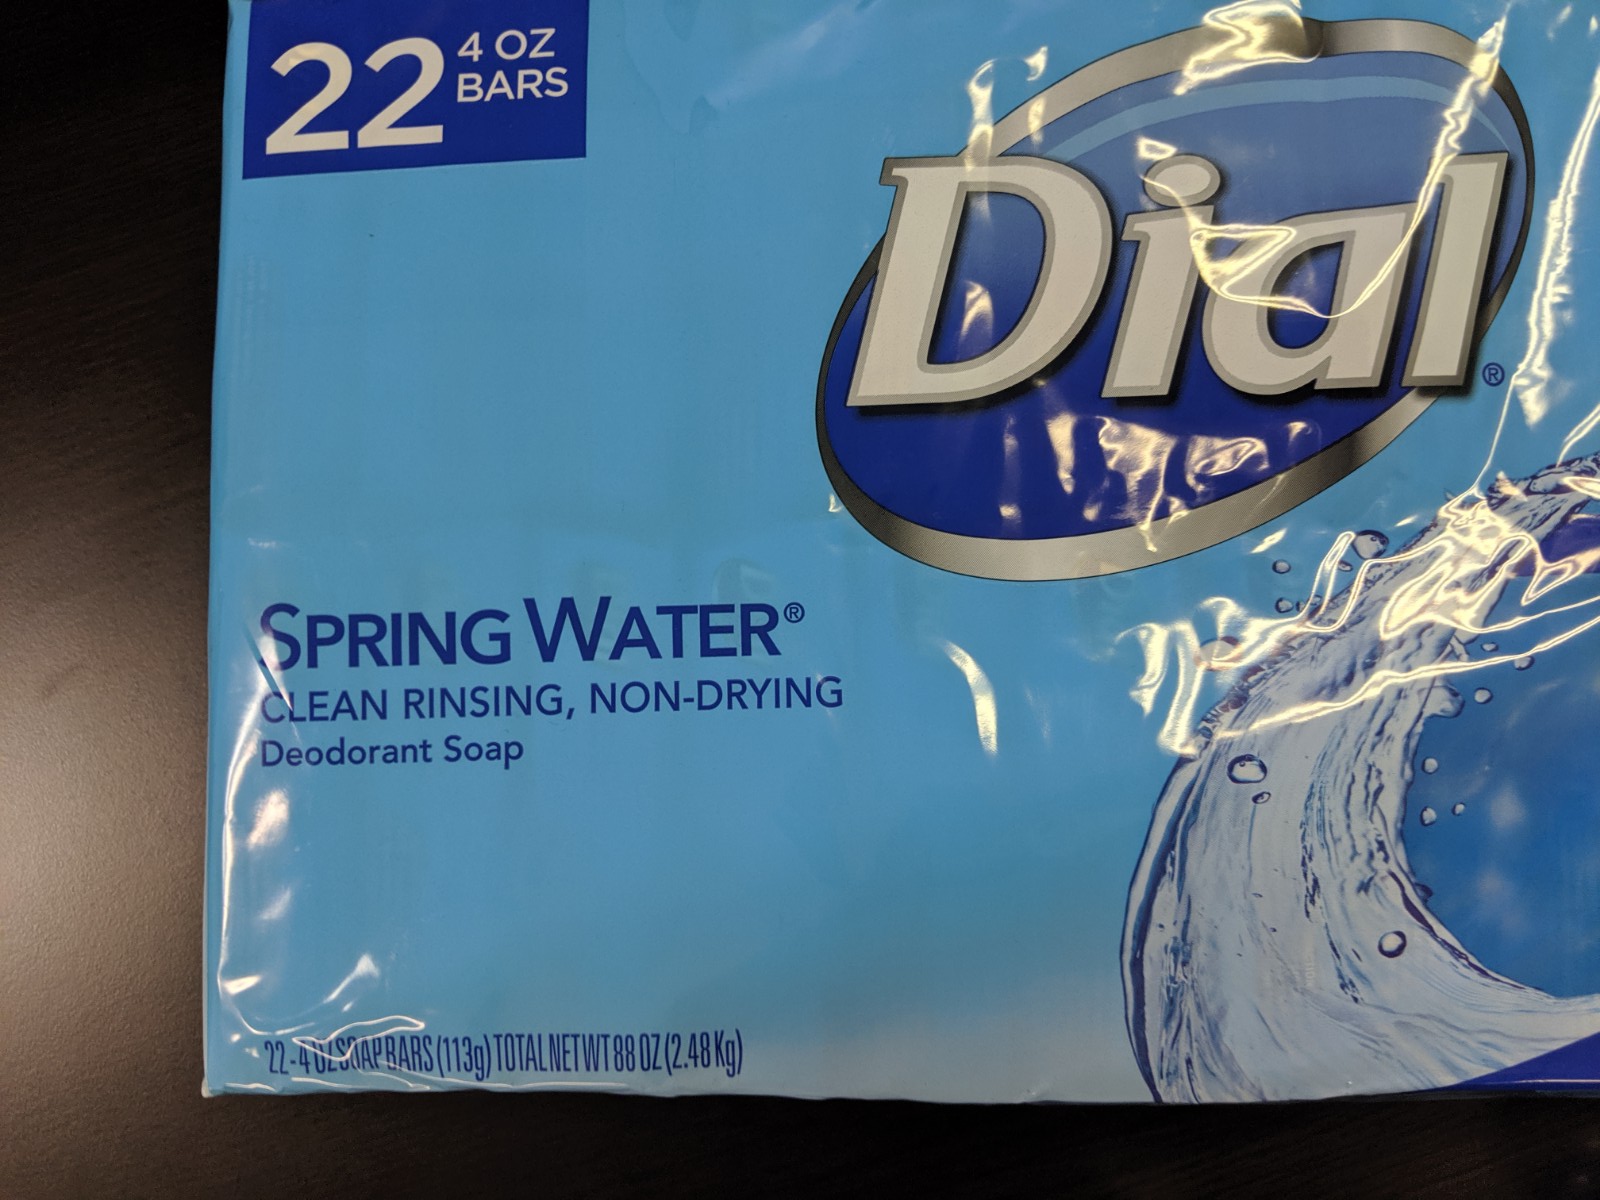 22 4 OZ
BARS
Dial®
SPRING WATER®
CLEAN RINSING, NON-DRYING
Deodorant Soap
22-4 OZ SOAP BARS (113g) TOTAL NET WT 88 OZ (2.48 Kg)